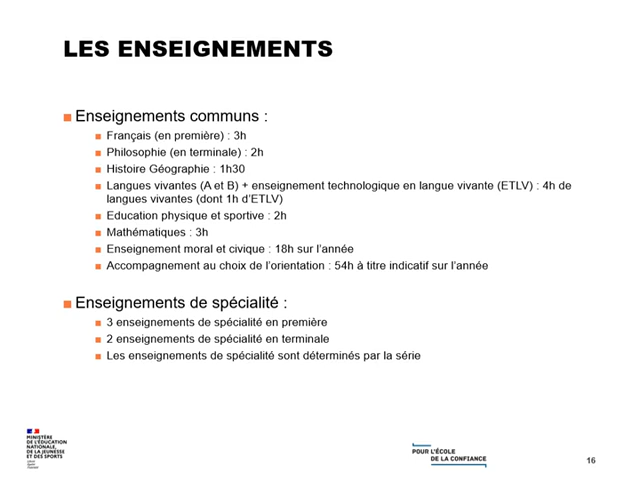 LES ENSEIGNEMENTS
Enseignements communs :
Français (en première) : 3h
Philosophie (en terminale) : 2h
Histoire Géographie : 1h30
Langues vivantes (A et B) + enseignement technologique en langue vivante (ETLV) : 4h de
langues vivantes (dont 1h d'ETLV)
Education physique et sportive : 2h
Mathématiques : 3h
Enseignement moral et civique : 18h sur l'année
Accompagnement au choix de l'orientation : 54h à titre indicatif sur l'année
Enseignements de spécialité :
3 enseignements de spécialité en première
2 enseignements de spécialité en terminale
Les enseignements de spécialité sont déterminés par la série
MINISTÈRE
DE L'ÉDUCATION
NATIONALE,
DE LA JEUNESSE
ET DES SPORTS
POUR L'ÉCOLE
DE LA CONFIANCE
16